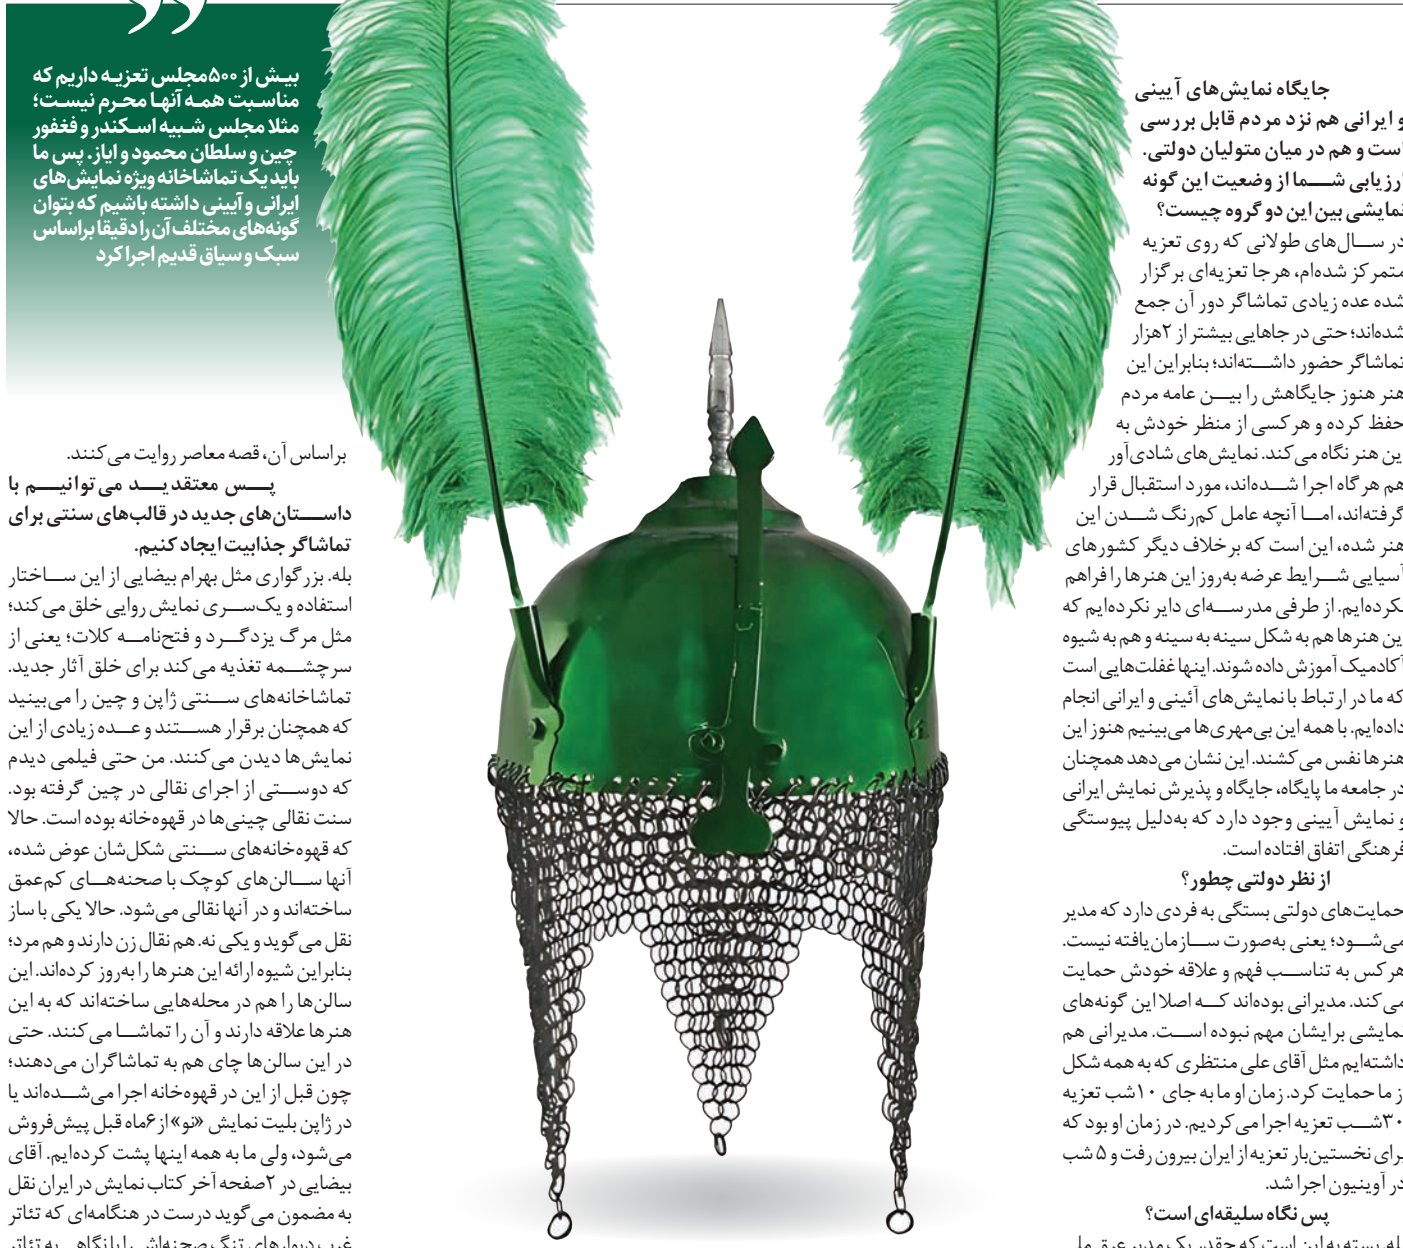 جایگاه نمایش‌های آیینی
و ایرانی هم نزد مردم قابل بررسی
است و هم در میان متولیان دولتی.
ارزیابی شما از وضعیت این گونه
نمایشی بین این دو گروه چیست؟
در سال‌های طولانی که روی تعزیه
متمرکز شده‌ام، هرجا تعزیه‌ای برگزار
شده عده زیادی تماشاگر دور آن جمع
شده‌اند؛ حتی در جاهایی بیشتر از ۲هزار
تماشاگر حضور داشته‌اند؛ بنابراین این
هنر هنوز جایگاهش را بین عامه مردم
حفظ کرده و هرکسی از منظر خودش به
این هنر نگاه می‌کند. نمایش‌های شادی‌آور
هم هرگاه اجرا شده‌اند، مورد استقبال قرار
گرفته‌اند، اما آنچه عامل کم‌رنگ شدن این
هنر شده، این است که برخلاف دیگر کشورهای
آسیایی شرایط عرضه به‌روز این هنرها را فراهم
نکرده‌ایم. از طرفی مدرسه‌ای دایر نکرده‌ایم که
این هنرها هم به شکل سینه به سینه و هم به شیوه
آکادمیک آموزش داده شوند. اینها غفلت‌هایی است
که ما در ارتباط با نمایش‌های آئینی و ایرانی انجام
داده‌ایم. با همه این بی‌مهری‌ها می‌بینیم هنوز این
هنرها نفس می‌کشند. این نشان می‌دهد همچنان
در جامعه ما پایگاه، جایگاه و پذیرش نمایش ایرانی
و نمایش آیینی وجود دارد که به‌دلیل پیوستگی
فرهنگی اتفاق افتاده است.
از نظر دولتی چطور؟
حمایت‌های دولتی بستگی به فردی دارد که مدیر
می‌شود؛ یعنی به‌صورت سازمان‌یافته نیست.
هرکس به تناسب فهم و علاقه خودش حمایت
می‌کند. مدیرانی بوده‌اند که اصلا این گونه‌های
نمایشی برایشان مهم نبوده است. مدیرانی هم
داشته‌ایم مثل آقای علی منتظری که به همه شکل
از ما حمایت کرد. زمان او ما به جای ۱۰شب تعزیه
۳۰شب تعزیه اجرا می‌کردیم. در زمان او بود که
برای نخستین‌بار تعزیه از ایران بیرون رفت و ۵ شب
در آوینیون اجرا شد.
پس نگاه سلیقه‌ای است؟
بله. بسته به این است که چقدر یک مدیر عرق ملی
بیش از ۵۰۰مجلس تعزیه داریم که
مناسبت همه آنها محرم نیست؛
مثلا مجلس شبیه اسکندر و فغفور
چین و سلطان محمود و ایاز. پس ما
باید یک تماشاخانه ویژه نمایش‌های
ایرانی و آیینی داشته باشیم که بتوان
گونه‌های مختلف آن را دقیقا براساس
سبک و سیاق قدیم اجرا کرد
براساس آن، قصه معاصر روایت می‌کنند.
پس معتقدید می‌توانیم با
داستان‌های جدید در قالب‌های سنتی برای
تماشاگر جذابیت ایجاد کنیم.
بله. بزرگواری مثل بهرام بیضایی از این ساختار
استفاده و یک‌سری نمایش روایی خلق می‌کند؛
مثل مرگ یزدگرد و فتح‌نامه کلات؛ یعنی از
سرچشمه تغذیه می‌کند برای خلق آثار جدید.
تماشاخانه‌های سنتی ژاپن و چین را می‌بینید
که همچنان برقرار هستند و عده زیادی از این
نمایش‌ها دیدن می‌کنند. من حتی فیلمی دیدم
که دوستی از اجرای نقالی در چین گرفته بود.
سنت نقالی چینی‌ها در قهوه‌خانه بوده است. حالا
که قهوه‌خانه‌های سنتی شکل‌شان عوض شده،
آنها سالن‌های کوچک با صحنه‌های کم‌عمق
ساخته‌اند و در آنها نقالی می‌شود. حالا یکی با ساز
نقل می‌گوید و یکی نه. هم نقال زن دارند و هم مرد؛
بنابراین شیوه ارائه این هنرها را به‌روز کرده‌اند. این
سالن‌ها را هم در محله‌هایی ساخته‌اند که به این
هنرها علاقه دارند و آن را تماشا می‌کنند. حتی
در این سالن‌ها چای هم به تماشاگران می‌دهند؛
چون قبل از این در قهوه‌خانه اجرا می‌شده‌اند یا
در ژاپن بلیت نمایش «نو» از ۶ماه قبل پیش‌فروش
می‌شود، ولی ما به همه اینها پشت کرده‌ایم. آقای
بیضایی در ۲صفحه آخر کتاب نمایش در ایران نقل
به مضمون می‌گوید درست در هنگامه‌ای که تئاتر
غرب دیوارهای تنگ صحنه‌اش را با نگاهی به تئاتر